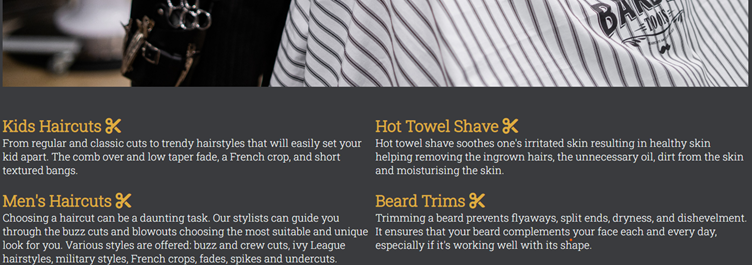 BARBER
TOOLS
Kids Haircuts
From regular and classic cuts to trendy hairstyles that will easily set your
kid apart. The comb over and low taper fade, a French crop, and short
textured bangs.
Hot Towel Shave
Hot towel shave soothes one's irritated skin resulting in healthy skin
helping removing the ingrown hairs, the unnecessary oil, dirt from the skin
and moisturising the skin.
Men's Haircuts
Choosing a haircut can be a daunting task. Our stylists can guide you
through the buzz cuts and blowouts choosing the most suitable and unique
look for you. Various styles are offered: buzz and crew cuts, ivy League
hairstyles, military styles, French crops, fades, spikes and undercuts.
Beard Trims
Trimming a beard prevents flyaways, split ends, dryness, and dishevelment.
It ensures that your beard complements your face each and every day,
especially if it's working well with its shape.